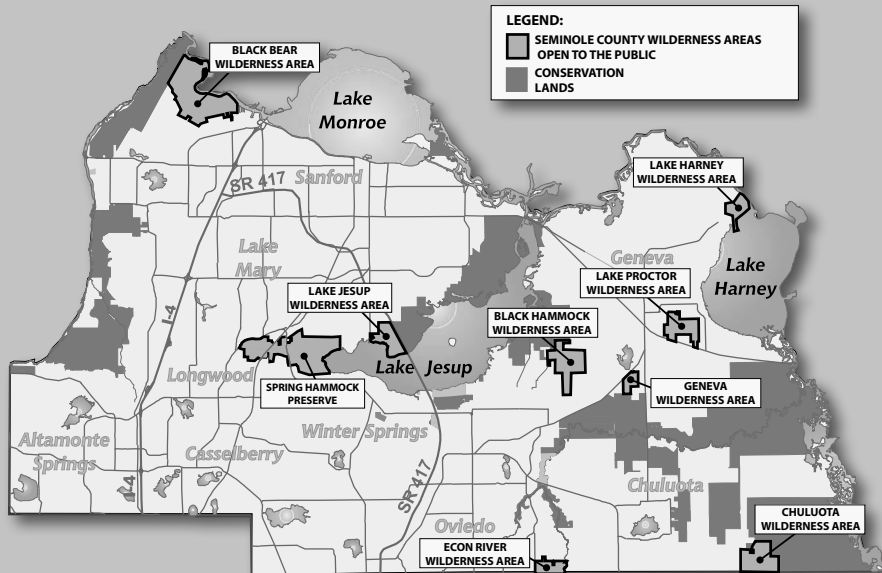 LEGEND:
SEMINOLE COUNTY WILDERNESS AREAS
OPEN TO THE PUBLIC
CONSERVATION
LANDS
BLACK BEAR
WILDERNESS AREA
Lake
Monroe
LAKE HARNEY
WILDERNESS AREA
SR 417
Sanford
Lake
Mary
Geneva
Lake
Harney
LAKE PROCTOR
WILDERNESS AREA
LAKE JESUP
WILDERNESS AREA
I-4
BLACK HAMMOCK
WILDERNESS AREA
Lake Jesup
Longwood
SPRING HAMMOCK
PRESERVE
GENEVA
WILDERNESS AREA
Altamonte
Springs
Casselberry
Winter Springs
I-4
SR 417
Chuluota
CHULUOTA
WILDERNESS AREA
Oviedo
ECON RIVER
WILDERNESS AREA